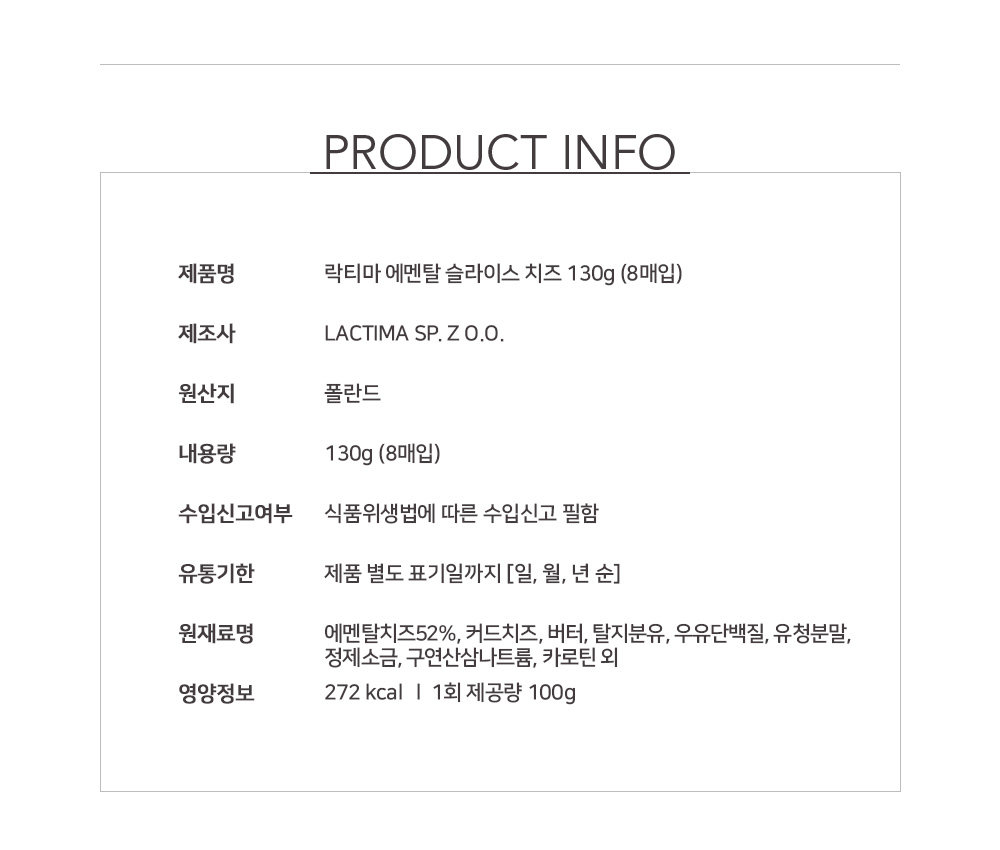 PRODUCT INFO
제품명 락티마 에멘탈 슬라이스 치즈 130g (8매입)
제조사 LACTIMA SP. Z O.O.
원산지 폴란드
내용량 130g (8매입)
수입신고여부 식품위생법에 따른 수입신고 필함
유통기한 제품 별도 표기일까지 [일, 월, 년 순]
원재료명 에멘탈치즈52%, 커드치즈, 버터, 탈지분유, 우유단백질, 유청분말,
정제소금, 구연산삼나트륨, 카로틴 외
영양정보 272 kcal ㅣ 1회 제공량 100g